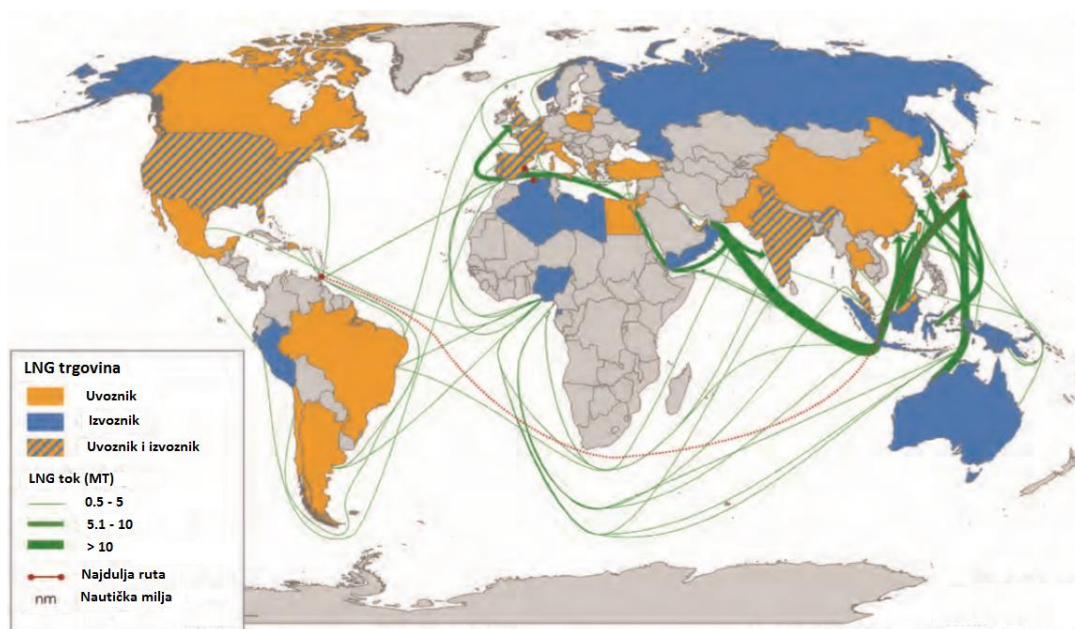 LNG trgovina
Uvoznik
Izvoznik
Uvoznik i izvoznik
LNG tok (MT)
0.5 - 5
5.1 - 10
> 10
Najdulja ruta
nm Nautička milja